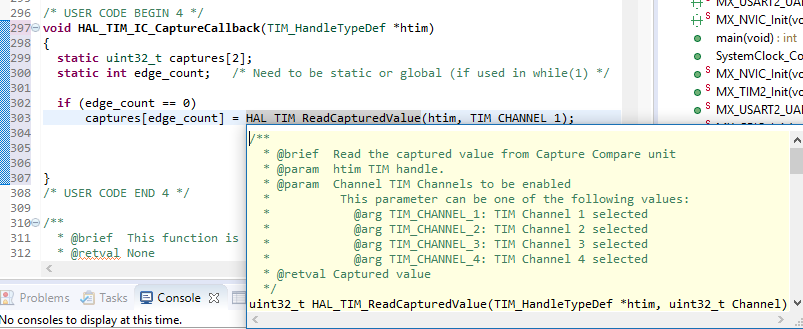 295
296 /* USER CODE BEGIN 4 */
297 void HAL_TIM_IC_CaptureCallback(TIM_HandleTypeDef *htim)
298 {
299 static uint32_t captures[2];
300 static int edge_count; /* Need to be static or global (if used in while(1) */
301
302 if (edge_count == 0)
303 captures[edge_count] = HAL_TIM_ReadCapturedValue(htim, TIM_CHANNEL_1);
304
305
306
307 }
308 /* USER CODE END 4 */
309
310 /**
311 * @brief This function is
312 * @retval None
/**
* @brief Read the captured value from Capture Compare unit
* @param htim TIM handle.
* @param Channel TIM Channels to be enabled
* This parameter can be one of the following values:
* @arg TIM_CHANNEL_1: TIM Channel 1 selected
* @arg TIM_CHANNEL_2: TIM Channel 2 selected
* @arg TIM_CHANNEL_3: TIM Channel 3 selected
* @arg TIM_CHANNEL_4: TIM Channel 4 selected
* @retval Captured value
*/
uint32_t HAL_TIM_ReadCapturedValue(TIM_HandleTypeDef *htim, uint32_t Channel)
MX_USART2_UA
MX_NVIC_Init(vo
main(void) : int
SystemClock_Co
MX_NVIC_Init(vo
MX_TIM2_Init(vo
MX_USART2_UA
Problems Tasks Console
No consoles to display at this time.